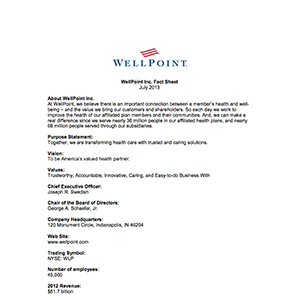 WELLPOINT
WellPoint Inc. Fact Sheet
July 2013
About WellPoint Inc.
At WellPoint, we believe there is an important connection between a member's health and well-
being – and the value we bring our customers and shareholders. So each day we work to
improve the health of our affiliated plan members and their communities. And, we can make a
real difference since we serve nearly 36 million people in our affiliated health plans, and nearly
68 million people served through our subsidiaries.
Purpose Statement:
Together, we are transforming health care with trusted and caring solutions.
Vision:
To be America's valued health partner.
Values:
Trustworthy, Accountable, Innovative, Caring, and Easy-to-do Business With
Chief Executive Officer:
Joseph R. Swedish
Chair of the Board of Directors:
George A. Schaefer, Jr.
Company Headquarters:
120 Monument Circle, Indianapolis, IN 46204
Web Site:
www.wellpoint.com
Trading Symbol:
NYSE: WLP
Number of employees:
48,000
2012 Revenue:
$61.7 billion